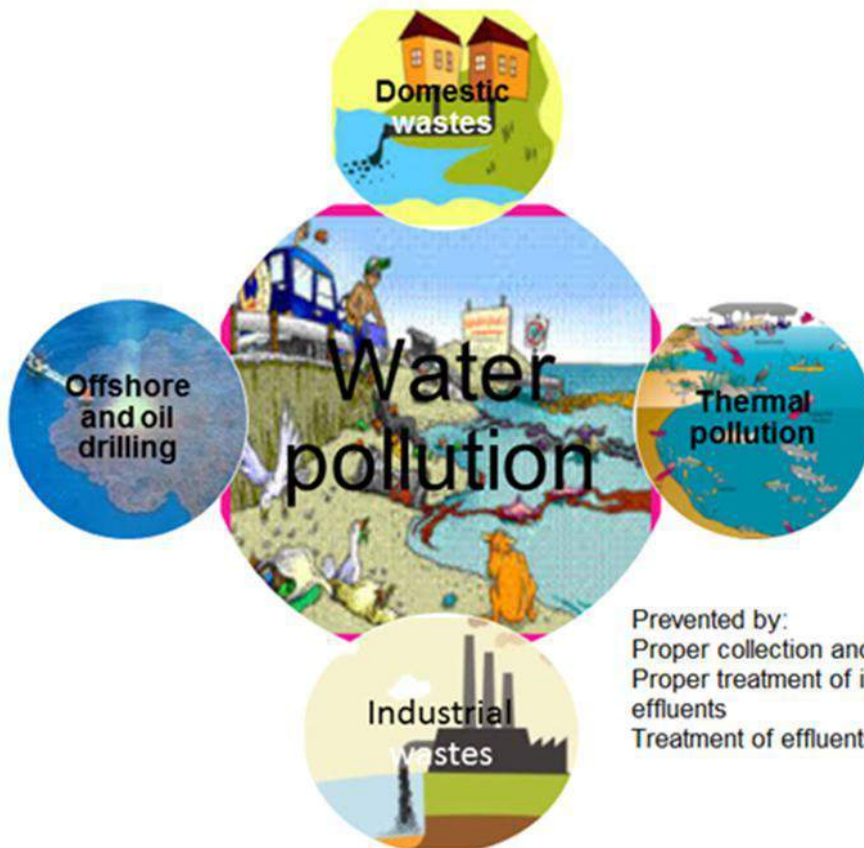 Domestic
wastes
Offshore
and oil
drilling
Water
pollution
Thermal
pollution
Industrial
wastes
Prevented by:
Proper collection and
Proper treatment of i
effluents
Treatment of effluent